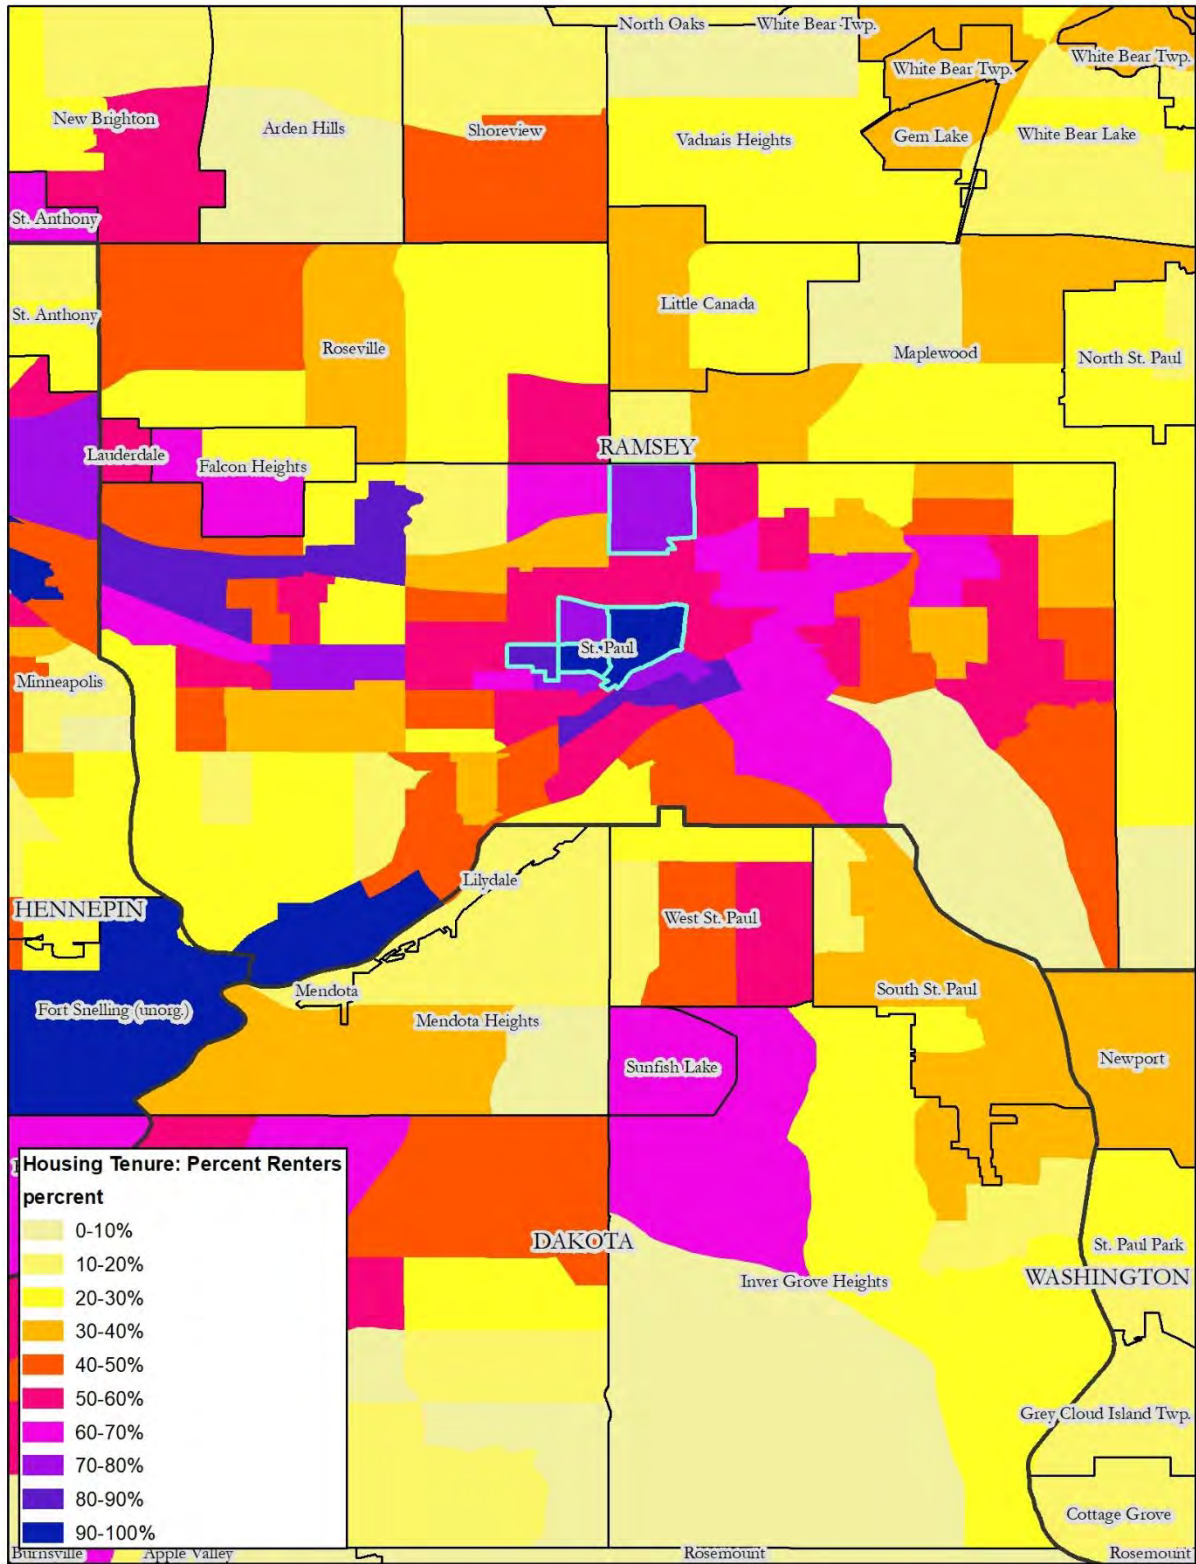 North Oaks
White Bear Twp.
White Bear Twp.
White Bear Twp.
New Brighton
Arden Hills
Shoreview
Vadnais Heights
Gem Lake
White Bear Lake
St. Anthony
St. Anthony
Little Canada
Roseville
Maplewood
North St. Paul
RAMSEY
Lauderdale
Falcon Heights
St. Paul
Minneapolis
Lilydale
HENNEPIN
West St. Paul
Mendota
South St. Paul
Fort Snelling (unorg.)
Mendota Heights
Newport
Sunfish Lake
Housing Tenure: Percent Renters
percrent
0-10%
10-20%
20-30%
30-40%
40-50%
50-60%
60-70%
70-80%
80-90%
90-100%
DAKOTA
St. Paul Park
Inver Grove Heights
WASHINGTON
Grey Cloud Island Twp.
Cottage Grove
Burnsville
Apple Valley
Rosemount
Rosemount